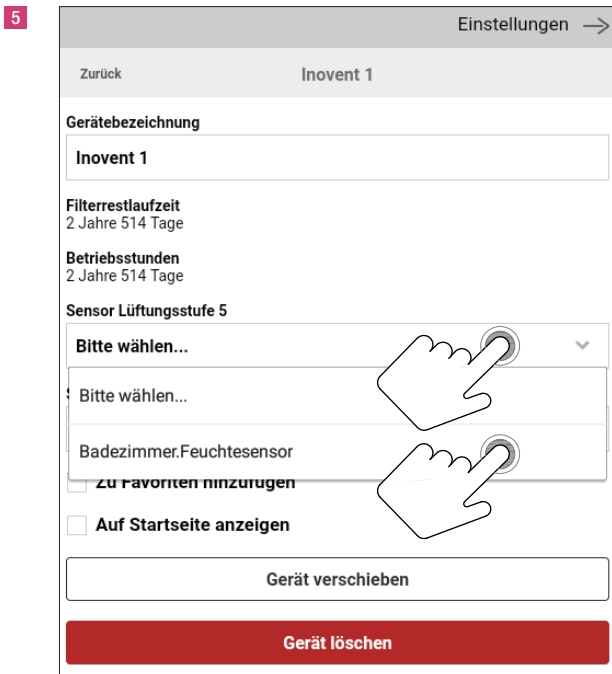 5
Einstellungen
Zurück
Inovent 1
Gerätebezeichnung
Inovent 1
Filterrestlaufzeit
2 Jahre 514 Tage
Betriebsstunden
2 Jahre 514 Tage
Sensor Lüftungsstufe 5
Bitte wählen...
Bitte wählen...
Badezimmer.Feuchtesensor
Zu Favoriten hinzufügen
Auf Startseite anzeigen
Gerät verschieben
Gerät löschen